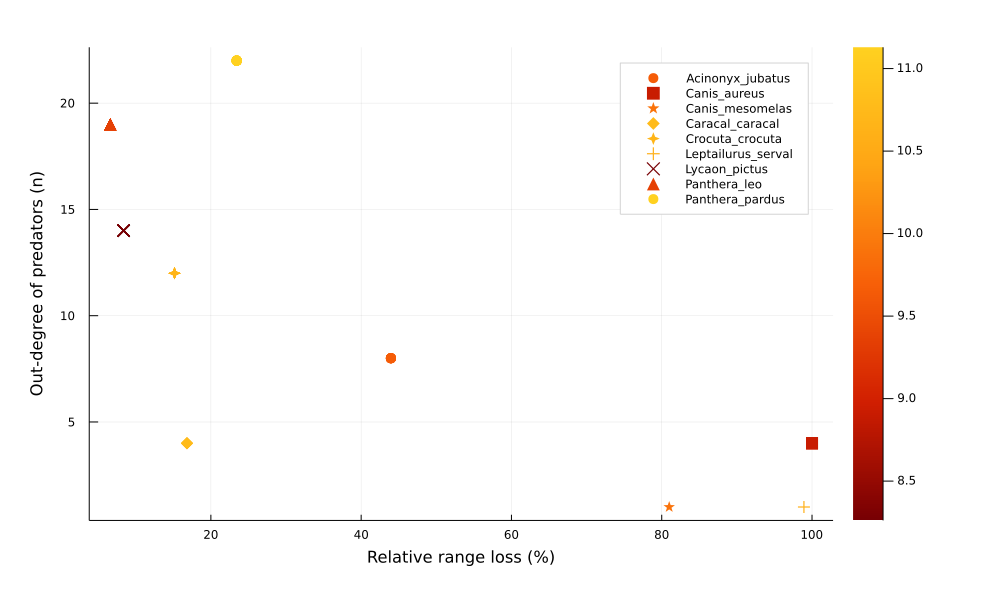 Acinonyx_jubatus
Canis_aureus
Canis_mesomelas
Caracal_caracal
Crocuta_crocuta
Leptailurus_serval
Lycaon_pictus
Panthera_leo
Panthera_pardus
Out-degree of predators (n)
20
15
10
5
20
40
60
80
100
Relative range loss (%)
11.0
10.5
10.0
9.5
9.0
8.5